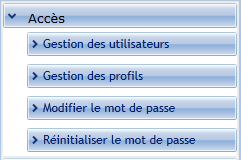 Accès
Gestion des utilisateurs
Gestion des profils
Modifier le mot de passe
Réinitialiser le mot de passe